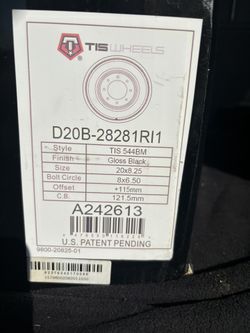 TIS WHEELS
D20B-28281RI1
Style TIS 544BM
Finish Gloss Black
Size 20x8.25
Bolt Circle 8x6.50
Offset +115mm
C.B. 121.5mm
A242613
U.S. PATENT PENDING
9800-20825-01